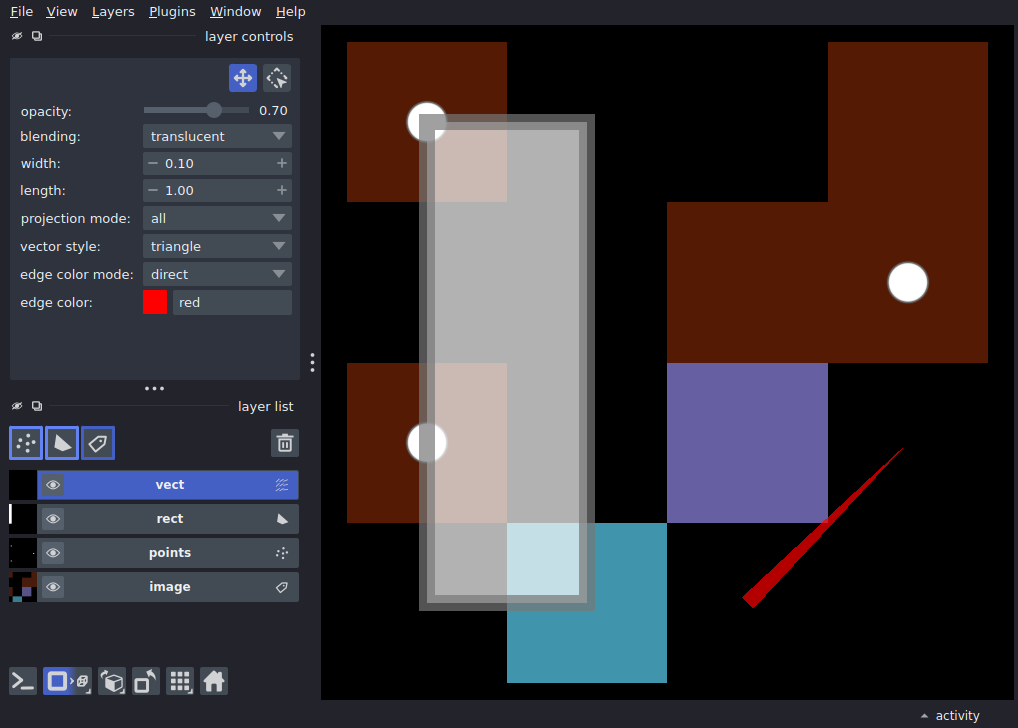 File View Layers Plugins Window Help
layer controls
opacity: 0.70
blending: translucent
width: 0.10
length: 1.00
projection mode: all
vector style: triangle
edge color mode: direct
edge color: red
layer list
vect
rect
points
image
activity